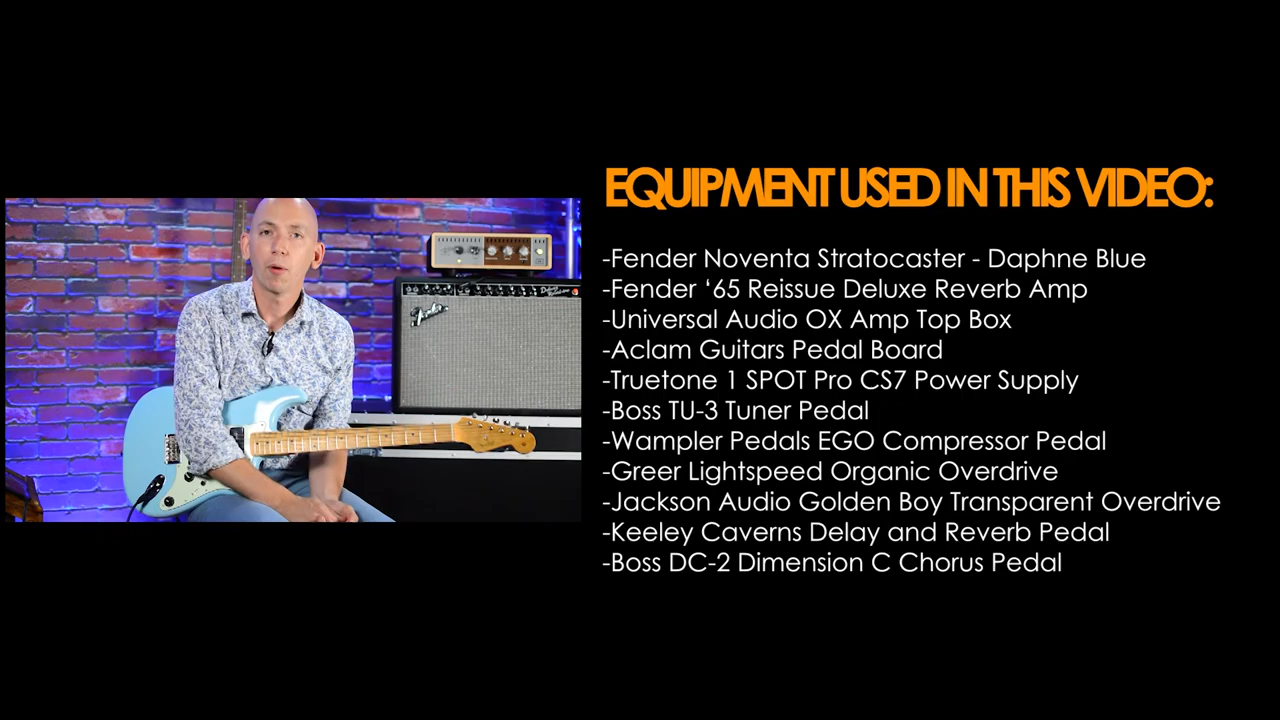 EQUIPMENT USED IN THIS VIDEO:
-Fender Noventa Stratocaster - Daphne Blue
-Fender ‘65 Reissue Deluxe Reverb Amp
-Universal Audio OX Amp Top Box
-Aclam Guitars Pedal Board
-Truetone 1 SPOT Pro CS7 Power Supply
-Boss TU-3 Tuner Pedal
-Wampler Pedals EGO Compressor Pedal
-Greer Lightspeed Organic Overdrive
-Jackson Audio Golden Boy Transparent Overdrive
-Keeley Caverns Delay and Reverb Pedal
-Boss DC-2 Dimension C Chorus Pedal
Fender